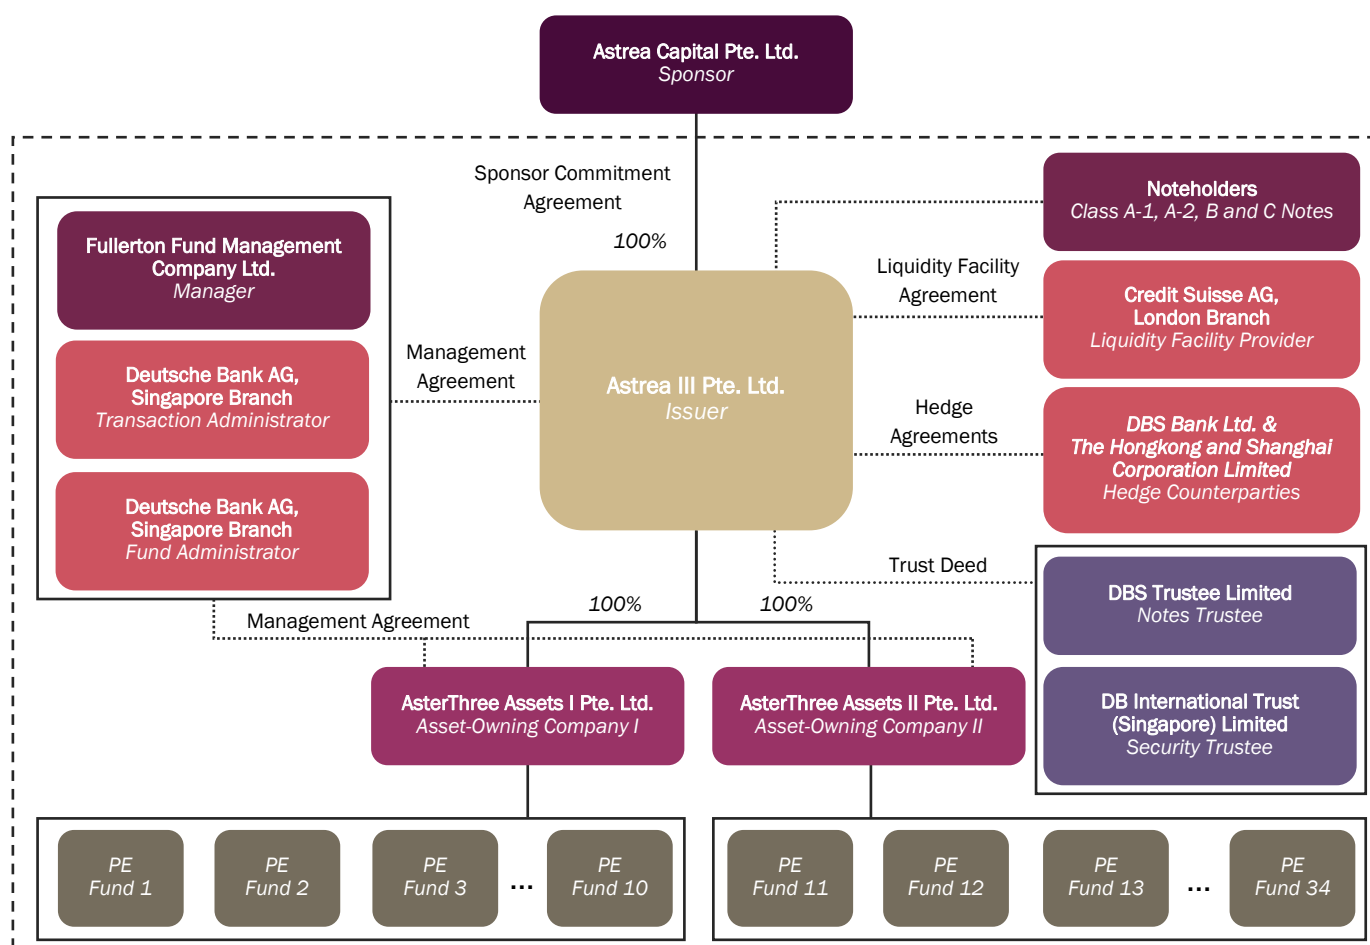 Astrea Capital Pte. Ltd.
Sponsor
Sponsor Commitment
Agreement
100%
Noteholders
Class A-1, A-2, B and C Notes
Fullerton Fund Management
Company Ltd.
Manager
Deutsche Bank AG,
Singapore Branch
Transaction Administrator
Deutsche Bank AG,
Singapore Branch
Fund Administrator
Management
Agreement
Astrea III Pte. Ltd.
Issuer
Liquidity Facility
Agreement
Credit Suisse AG,
London Branch
Liquidity Facility Provider
Hedge
Agreements
DBS Bank Ltd. &
The Hongkong and Shanghai
Corporation Limited
Hedge Counterparties
Trust Deed
DBS Trustee Limited
Notes Trustee
DB International Trust
(Singapore) Limited
Security Trustee
Management Agreement
100%
100%
AsterThree Assets I Pte. Ltd.
Asset-Owning Company I
AsterThree Assets II Pte. Ltd.
Asset-Owning Company II
PE
Fund 1
PE
Fund 2
PE
Fund 3
...
PE
Fund 10
PE
Fund 11
PE
Fund 12
PE
Fund 13
...
PE
Fund 34